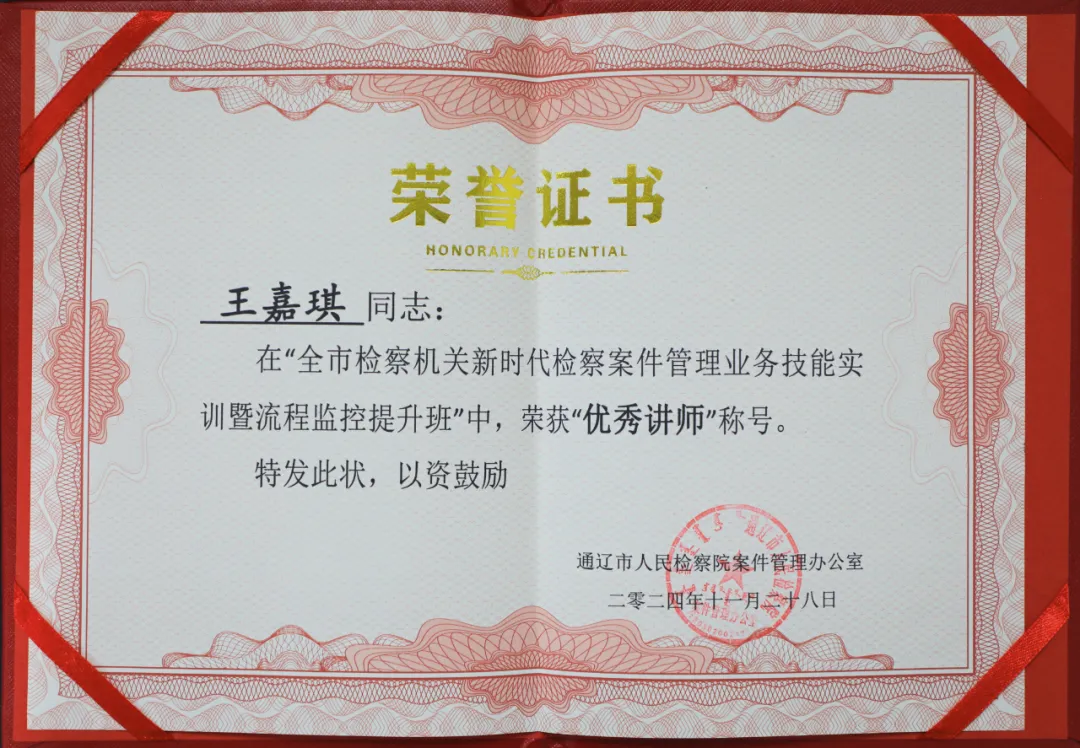 荣誉证书
HONORARY CREDENTIAL
王嘉琪 同志：
在“全市检察机关新时代检察案件管理业务技能实
训暨流程监控提升班”中，荣获“优秀讲师”称号。
特发此状，以资鼓励
通辽市人民检察院案件管理办公室
二零二四年十一月二十八日